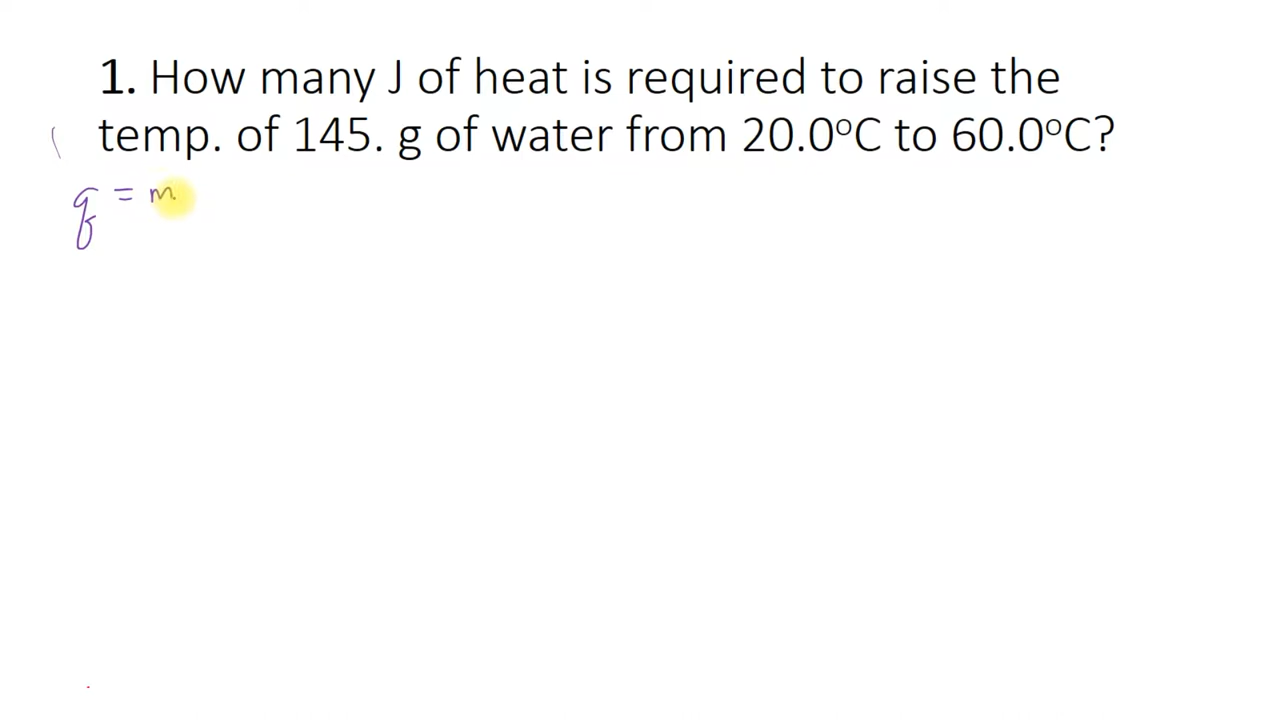 1. How many J of heat is required to raise the
temp. of 145. g of water from 20.0°C to 60.0°C?
q = m